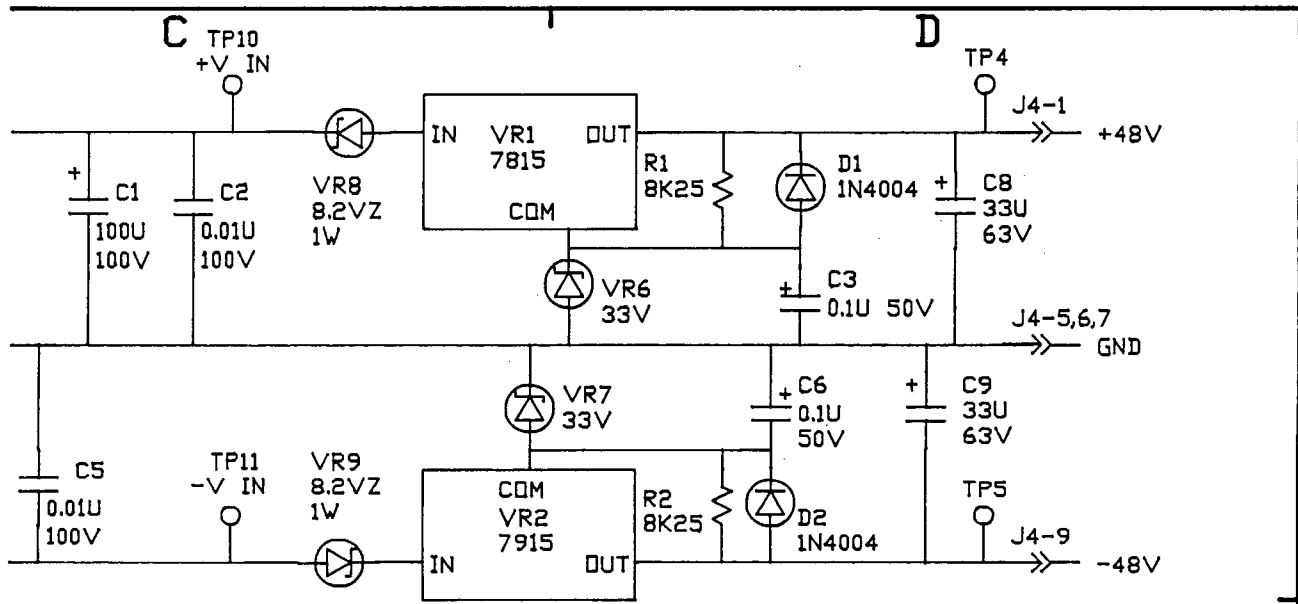 C
D
TP10
+V IN
TP4
J4-1
+48V
IN
VR1
7815
OUT
COM
R1
8K25
D1
1N4004
+
C1
100U
100V
C2
0.01U
100V
VR8
8.2VZ
1W
+
C8
33U
63V
VR6
33V
+
C3
0.1U 50V
J4-5,6,7
GND
VR7
33V
+
C6
0.1U
50V
+
C9
33U
63V
C5
0.01U
100V
TP11
-V IN
VR9
8.2VZ
1W
COM
VR2
7915
IN
OUT
R2
8K25
D2
1N4004
TP5
J4-9
-48V